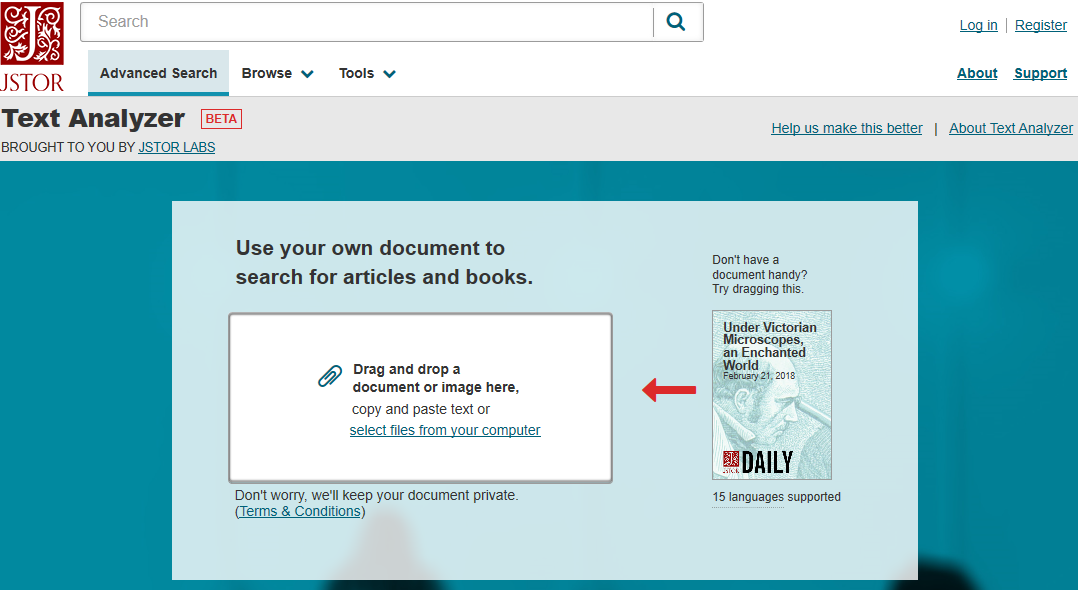 JSTOR
Search
Log in | Register
Advanced Search Browse Tools
About Support
Text Analyzer BETA
BROUGHT TO YOU BY JSTOR LABS
Help us make this better | About Text Analyzer
Use your own document to
search for articles and books.
Drag and drop a
document or image here,
copy and paste text or
select files from your computer
Don't worry, we'll keep your document private.
(Terms & Conditions)
Don't have a
document handy?
Try dragging this.
Under Victorian
Microscopes,
an Enchanted
World
February 21, 2018
JSTOR DAILY
15 languages supported